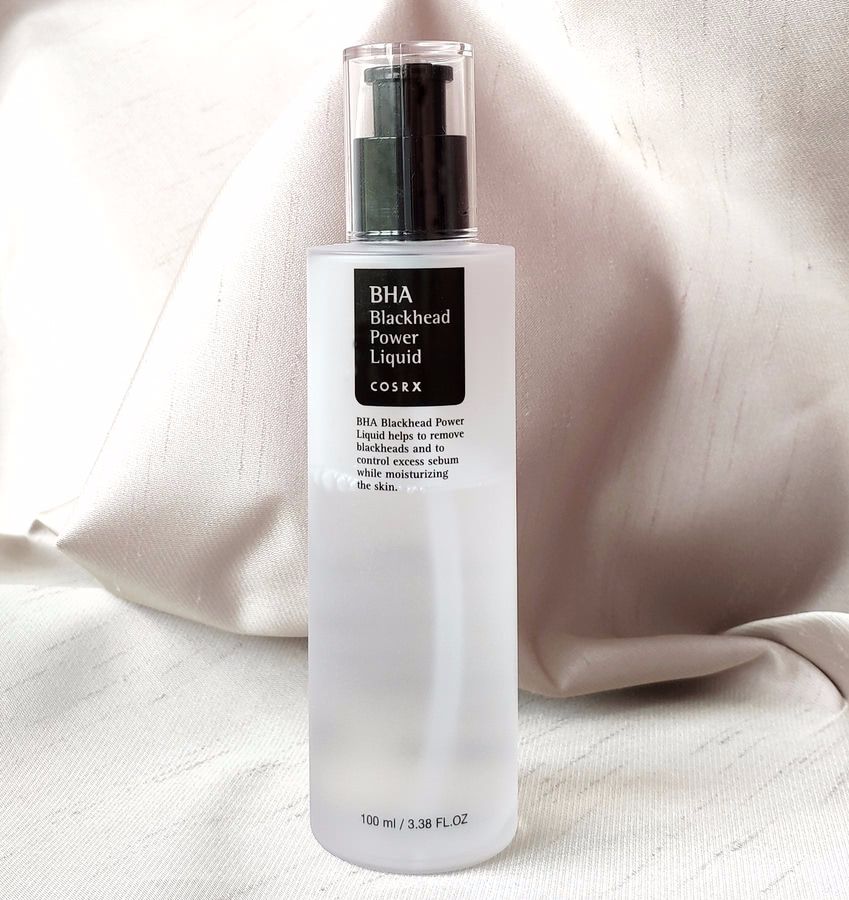 BHA
Blackhead
Power
Liquid
COSRX
BHA Blackhead Power
Liquid helps to remove
blackheads and to
control excess sebum
while moisturizing
the skin.
100 ml / 3.38 FL.OZ